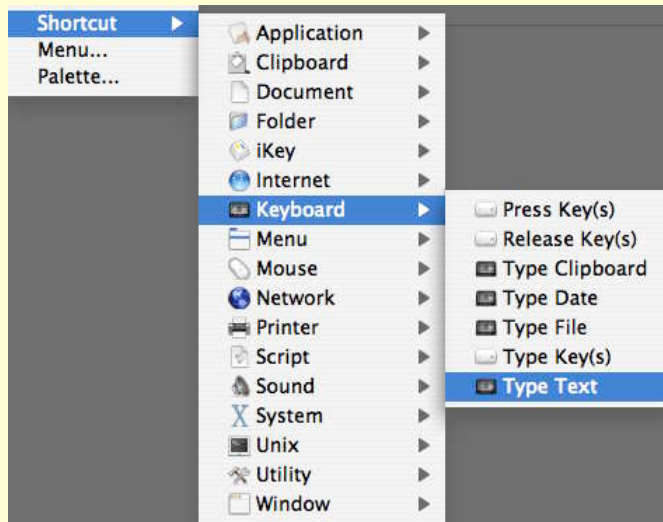 Shortcut
Menu...
Palette...
Application
Clipboard
Document
Folder
iKey
Internet
Keyboard
Menu
Mouse
Network
Printer
Script
Sound
System
Unix
Utility
Window
Press Key(s)
Release Key(s)
Type Clipboard
Type Date
Type File
Type Key(s)
Type Text